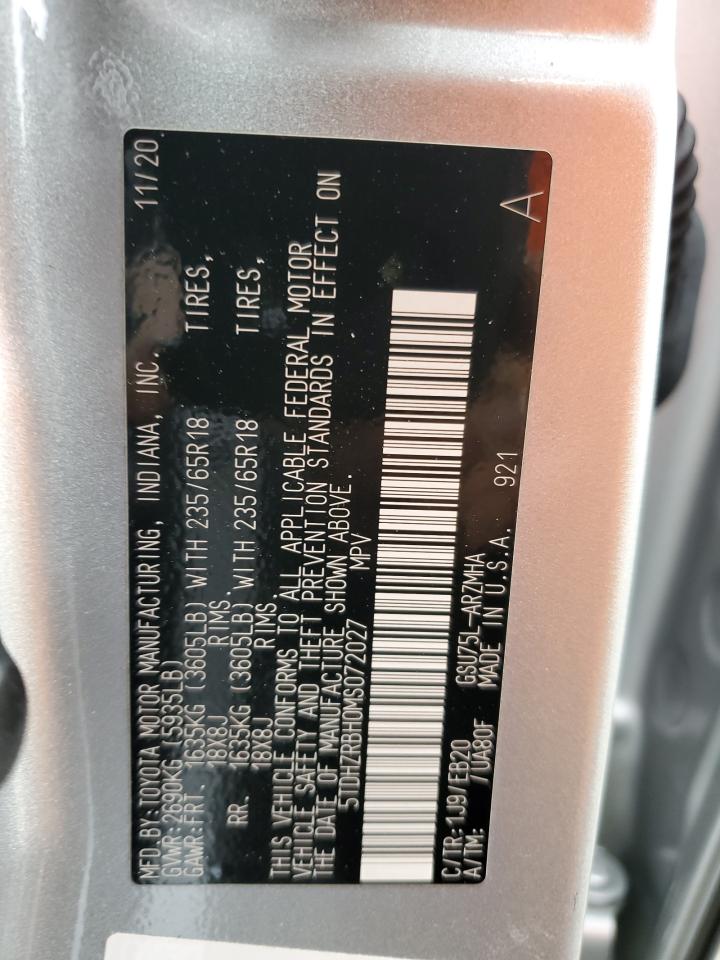 MFD.BY:TOYOTA MOTOR MANUFACTURING, INDIANA, INC. 11/20
GVWR:2690KG (5935LB)
GAWR:FRT. 1635KG (3605LB) WITH 235/65R18 TIRES,
18X8J RIMS,
RR. 1635KG (3605LB) WITH 235/65R18 TIRES,
18X8J RIMS,
THIS VEHICLE CONFORMS TO ALL APPLICABLE FEDERAL MOTOR
VEHICLE SAFETY AND THEFT PREVENTION STANDARDS IN EFFECT ON
THE DATE OF MANUFACTURE SHOWN ABOVE.
5TDHZRBH0MS072027 MPV
C/TR:1J9/EB20 GSU75L-ARZMHA
A/TM: /UA80F MADE IN U.S.A. 921 A